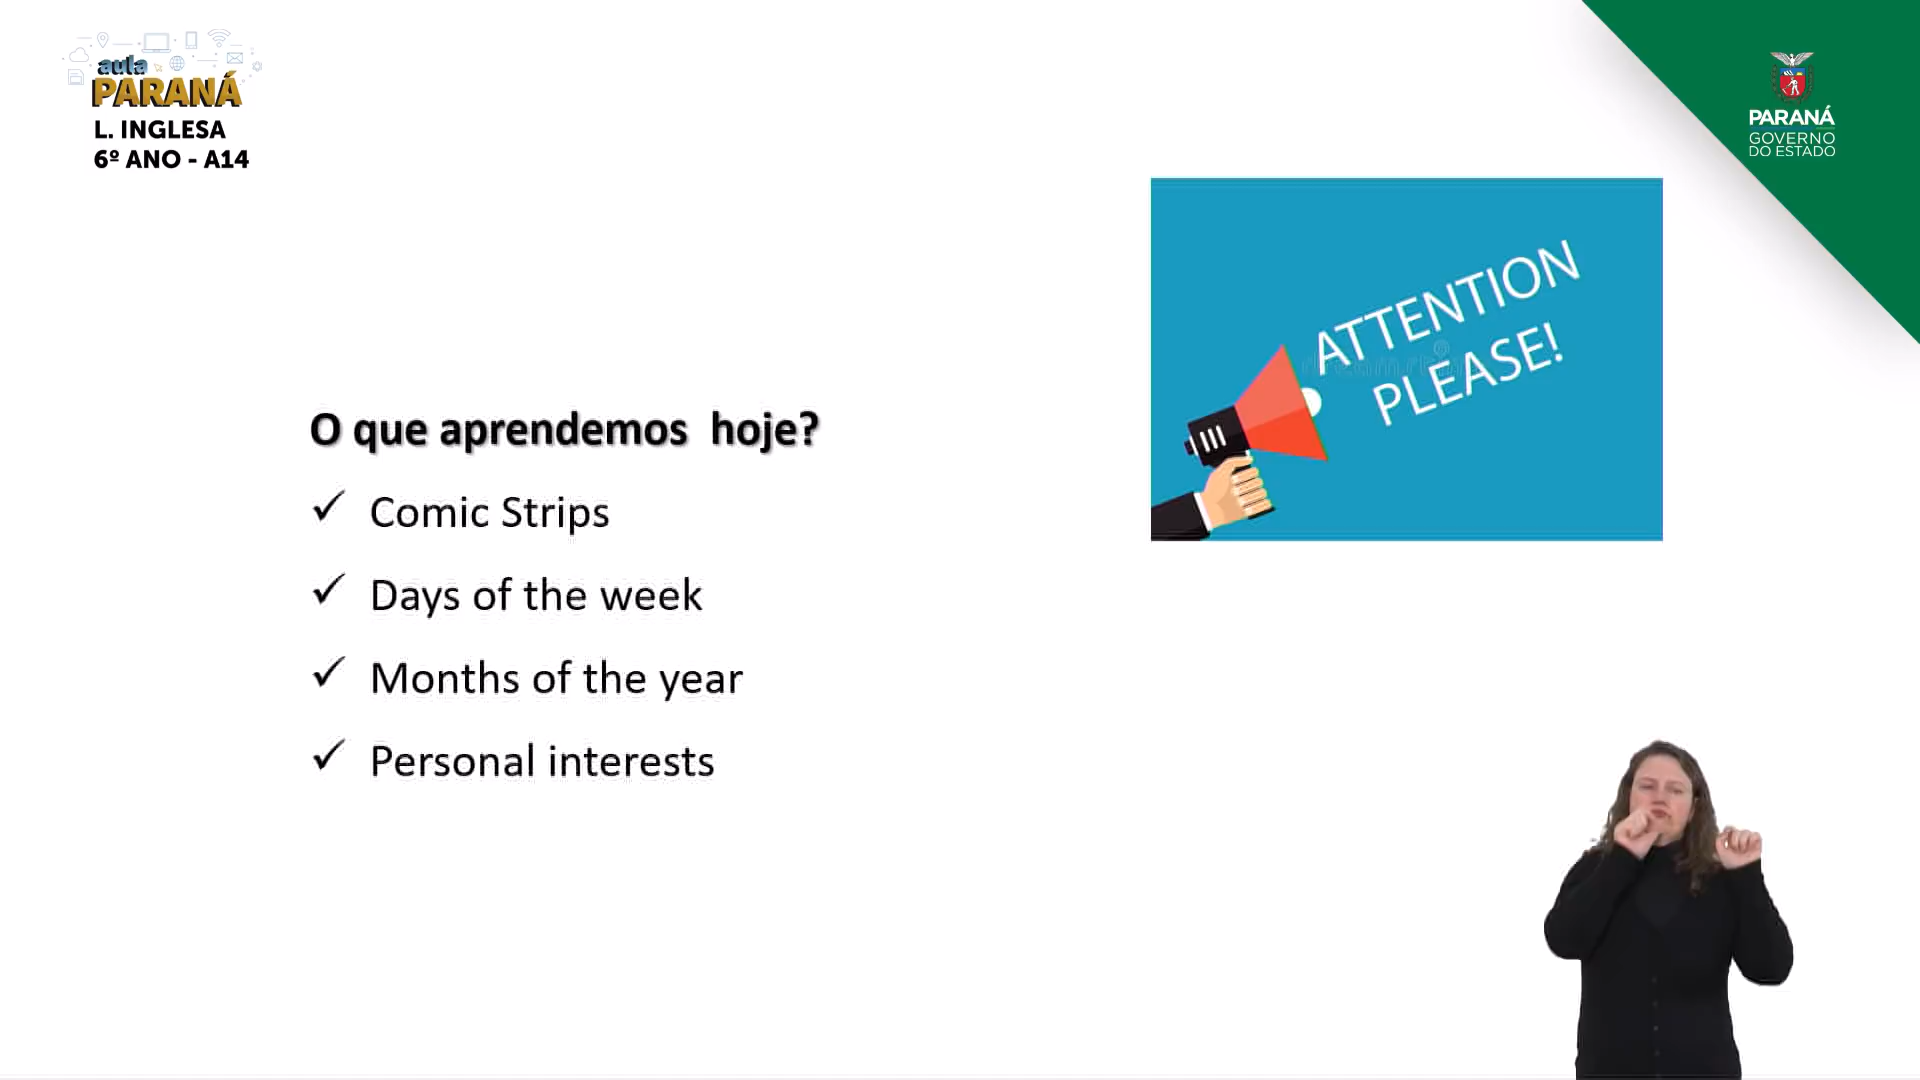 aula
PARANÁ
L. INGLESA
6º ANO - A14
PARANÁ
GOVERNO
DO ESTADO
ATTENTION
PLEASE!
O que aprendemos hoje?
✓ Comic Strips
✓ Days of the week
✓ Months of the year
✓ Personal interests